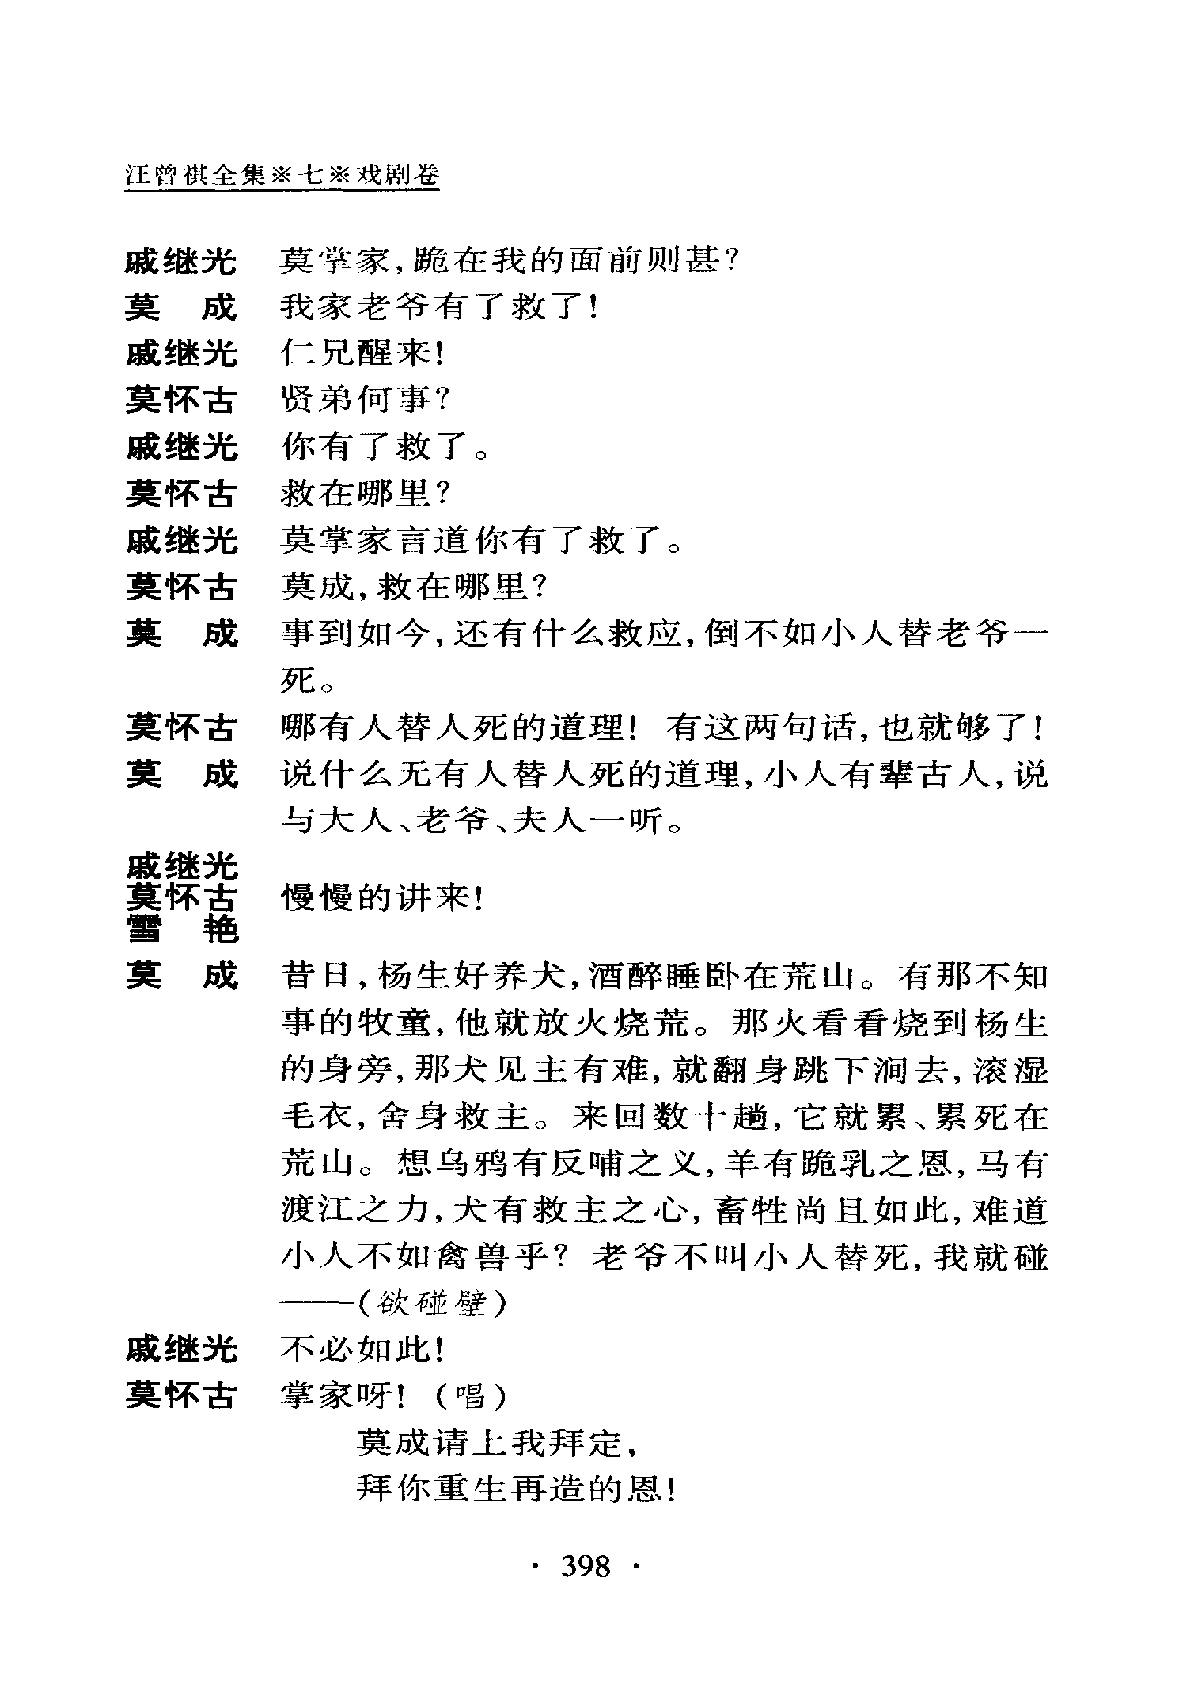 汪曾祺全集※七※戏剧卷
戚继光 莫掌家,跪在我的面前则甚?
莫 成 我家老爷有了救了!
戚继光 仁兄醒来!
莫怀古 贤弟何事?
戚继光 你有了救了。
莫怀古 救在哪里?
戚继光 莫掌家言道你有了救了。
莫怀古 莫成,救在哪里?
莫 成 事到如今,还有什么救应,倒不如小人替老爷一
死。
莫怀古 哪有人替人死的道理! 有这两句话,也就够了!
莫 成 说什么无有人替人死的道理,小人有辈古人,说
与大人、老爷、夫人一听。
戚继光
莫怀古 慢慢的讲来!
雪 艳
莫 成 昔日,杨生好养犬,酒醉睡卧在荒山。有那不知
事的牧童,他就放火烧荒。那火看看烧到杨生
的身旁,那犬见主有难,就翻身跳下涧去,滚湿
毛衣,舍身救主。来回数十趟,它就累、累死在
荒山。想乌鸦有反哺之义,羊有跪乳之恩,马有
渡江之力,犬有救主之心,畜牲尚且如此,难道
小人不如禽兽乎? 老爷不叫小人替死,我就碰
——(欲碰壁)
戚继光 不必如此!
莫怀古 掌家呀! (唱)
莫成请上我拜定,
拜你重生再造的恩!
· 398 ·